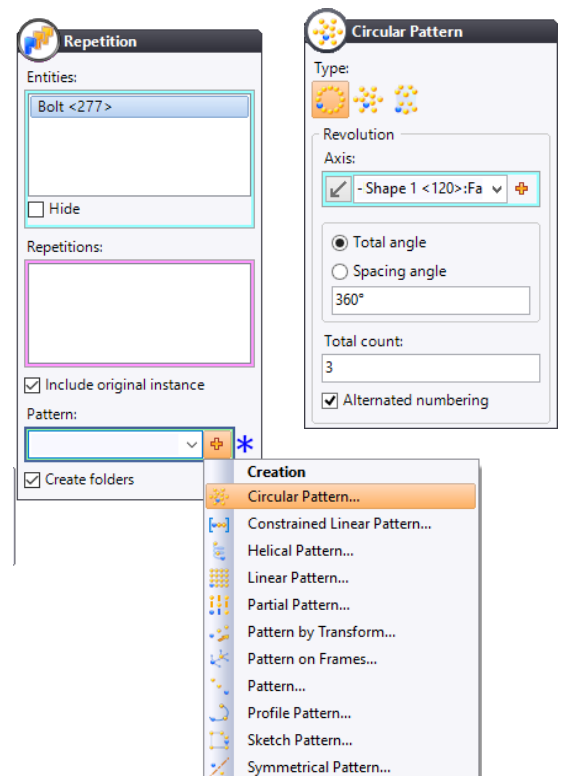 Repetition
Entities:
Bolt <277>
Hide
Repetitions:
Include original instance
Pattern:
Create folders
Creation
Circular Pattern...
Constrained Linear Pattern...
Helical Pattern...
Linear Pattern...
Partial Pattern...
Pattern by Transform...
Pattern on Frames...
Pattern...
Profile Pattern...
Sketch Pattern...
Symmetrical Pattern...
Circular Pattern
Type:
Revolution
Axis:
- Shape 1 <120>:Fa
Total angle
Spacing angle
360°
Total count:
3
Alternated numbering